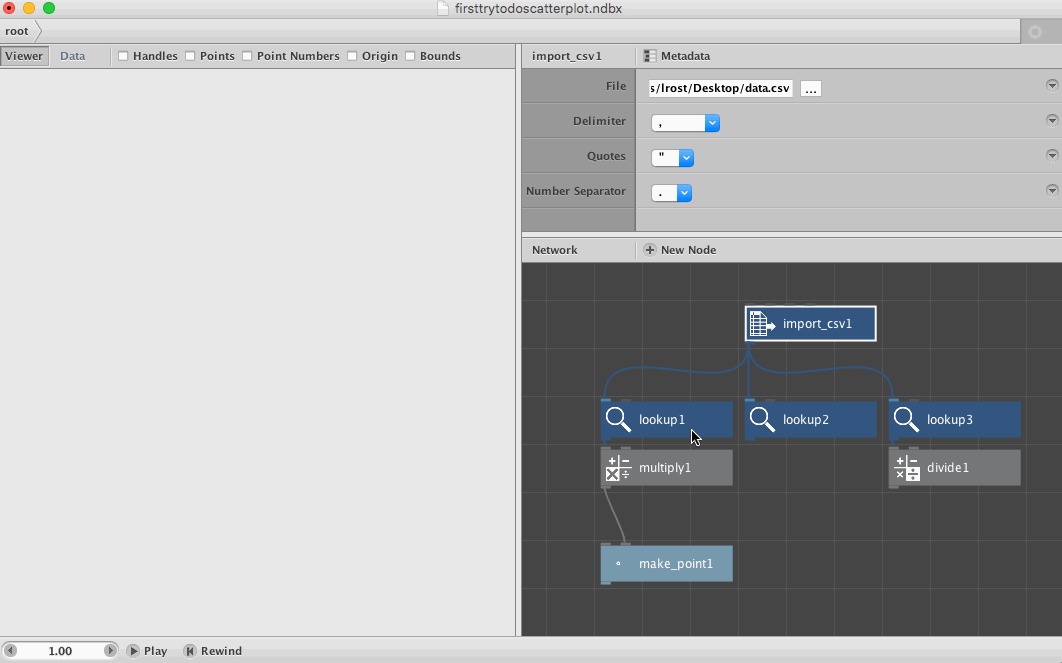 firsttrytodoscatterplot.ndbx
root
Viewer Data Handles Points Point Numbers Origin Bounds
import_csv1 Metadata
File s/lrost/Desktop/data.csv ...
Delimiter ,
Quotes "
Number Separator .
Network New Node
import_csv1
lookup1 lookup2 lookup3
multiply1 divide1
make_point1
1.00 Play Rewind